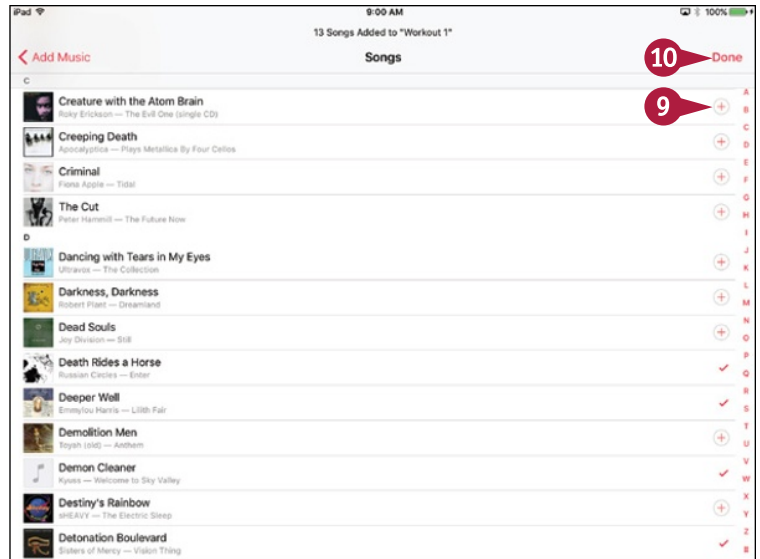 iPad 9:00 AM 100%
13 Songs Added to "Workout 1"
Add Music Songs Done
10
C
9
Creature with the Atom Brain
Roky Erickson — The Evil One (single CD)
Creeping Death
Apocalyptica — Plays Metallica By Four Cellos
Criminal
Fiona Apple — Tidal
The Cut
Peter Hammill — The Future Now
D
Dancing with Tears in My Eyes
Ultravox — The Collection
Darkness, Darkness
Robert Plant — Dreamland
Dead Souls
Joy Division — Still
Death Rides a Horse
Russian Circles — Enter
Deeper Well
Emmylou Harris — Lilith Fair
Demolition Men
Toyah (old) — Anthem
Demon Cleaner
Kyuss — Welcome to Sky Valley
Destiny's Rainbow
sHEAVY — The Electric Sleep
Detonation Boulevard
Sisters of Mercy — Vision Thing
A
B
C
D
E
F
G
H
I
J
K
L
M
N
O
P
Q
R
S
T
U
V
W
X
Y
Z
#